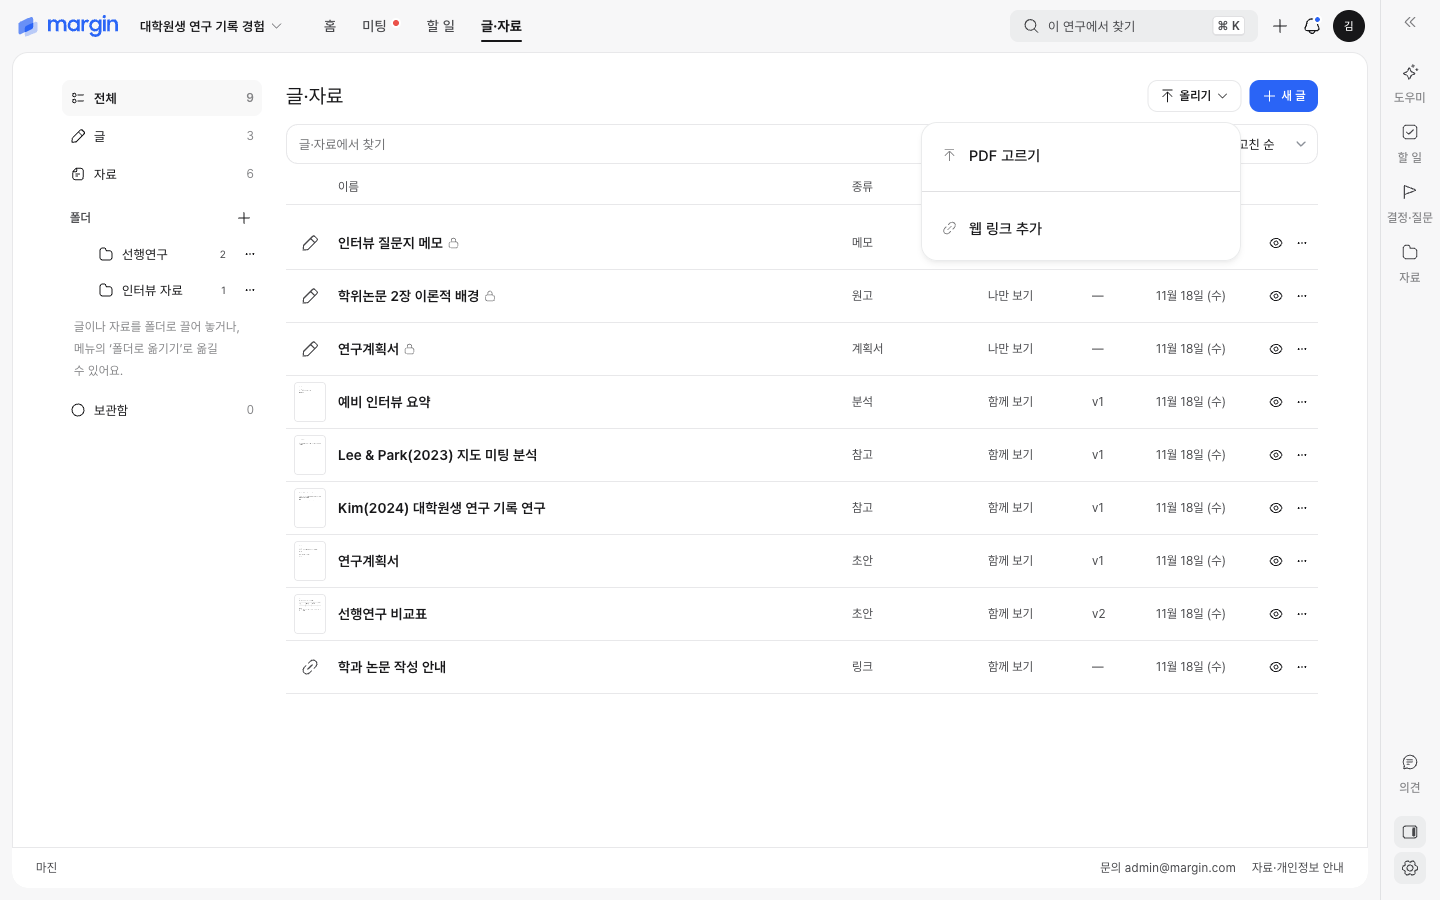 margin
대학원생 연구 기록 경험
홈
미팅
할 일
글·자료
이 연구에서 찾기
⌘ K
김
전체 9
글 3
자료 6
폴더
선행연구 2
인터뷰 자료 1
글이나 자료를 폴더로 끌어 놓거나,
메뉴의 '폴더로 옮기기'로 옮길
수 있어요.
보관함 0
글·자료
올리기
새 글
글·자료에서 찾기
고친 순
PDF 고르기
웹 링크 추가
이름 종류
인터뷰 질문지 메모 메모
학위논문 2장 이론적 배경 원고 나만 보기 — 11월 18일 (수)
연구계획서 계획서 나만 보기 — 11월 18일 (수)
예비 인터뷰 요약 분석 함께 보기 v1 11월 18일 (수)
Lee & Park(2023) 지도 미팅 분석 참고 함께 보기 v1 11월 18일 (수)
Kim(2024) 대학원생 연구 기록 연구 참고 함께 보기 v1 11월 18일 (수)
연구계획서 초안 함께 보기 v1 11월 18일 (수)
선행연구 비교표 초안 함께 보기 v2 11월 18일 (수)
학과 논문 작성 안내 링크 함께 보기 — 11월 18일 (수)
도우미
할 일
결정·질문
자료
의견
마진
문의 admin@margin.com
자료·개인정보 안내